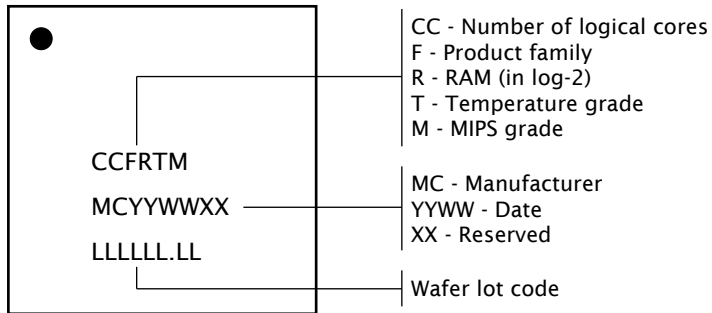 CCFRTM
MCYYWWXX
LLLLLL.LL
CC - Number of logical cores
F - Product family
R - RAM (in log-2)
T - Temperature grade
M - MIPS grade
MC - Manufacturer
YYWW - Date
XX - Reserved
Wafer lot code